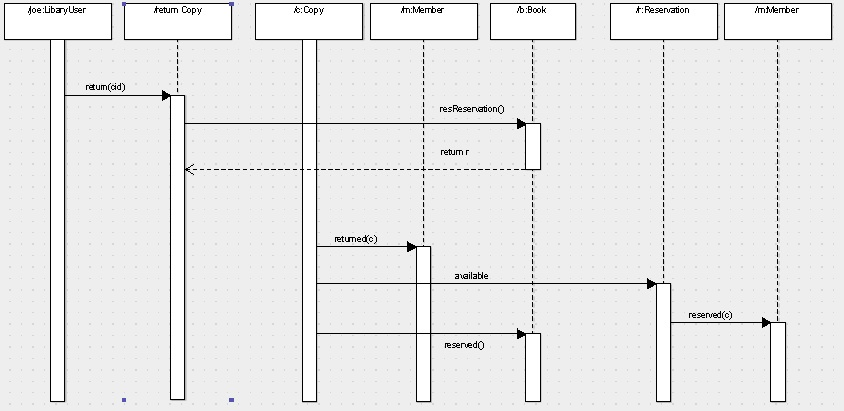 /joe:LibaryUser
/return Copy
/c:Copy
/m:Member
/b:Book
/r:Reservation
/m:Member
return(cid)
resReservation()
return r
returned(c)
available
reserved(c)
reserved()